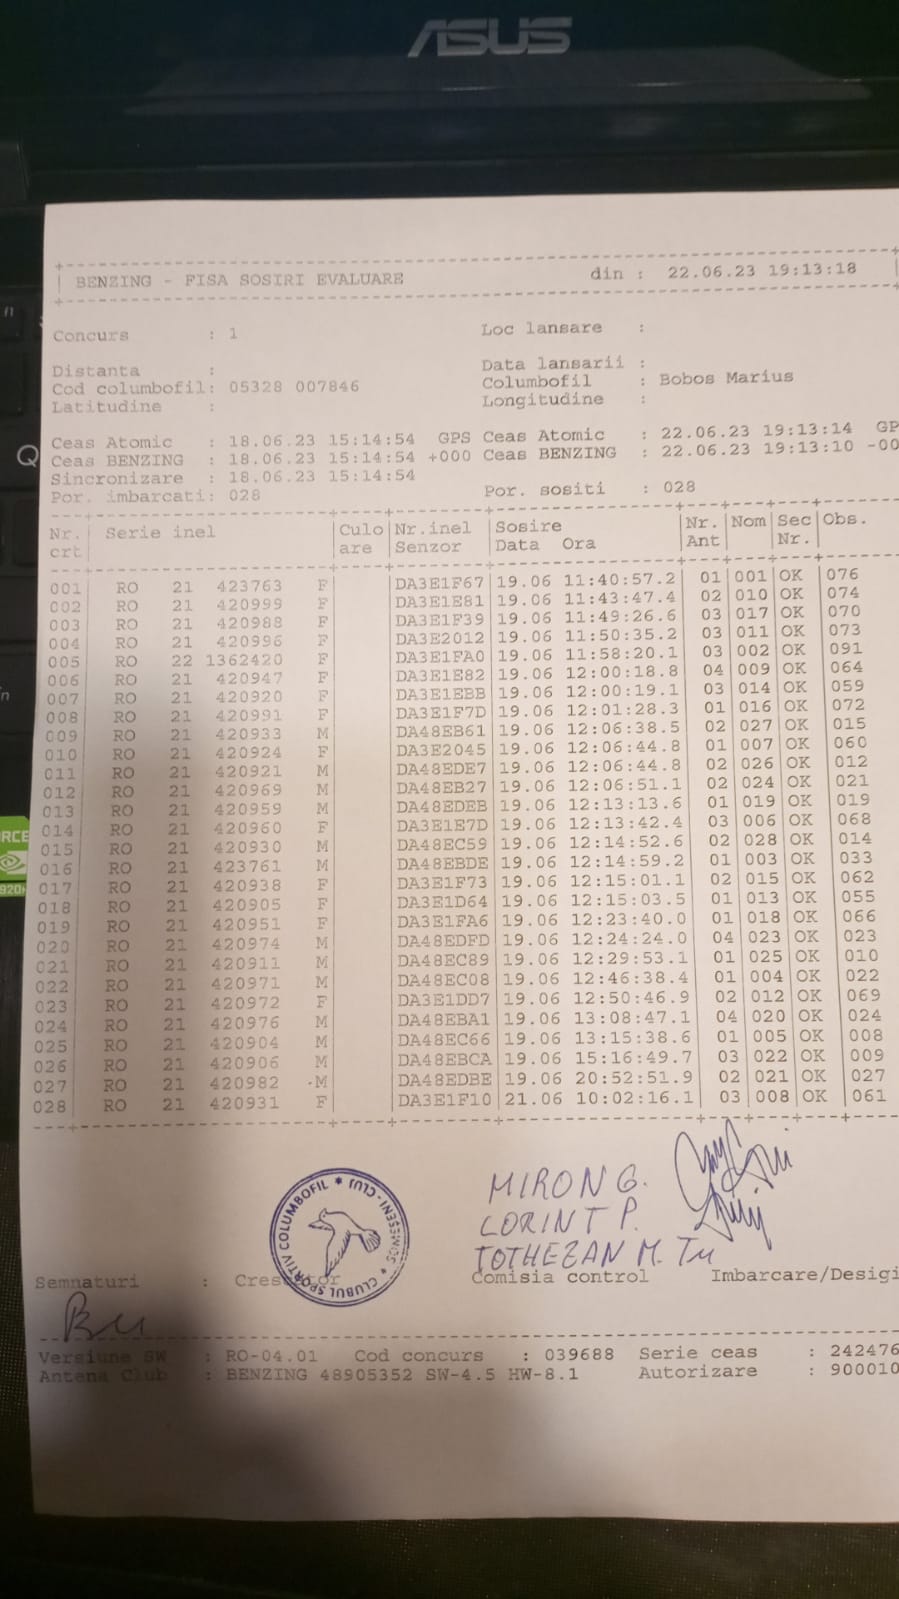 ASUS
BENZING - FISA SOSIRI EVALUARE din : 22.06.23 19:13:18
Concurs : 1 Loc lansare :
Distanta : Data lansarii :
Cod columbofil: 05328 007846 Columbofil : Bobos Marius
Latitudine : Longitudine :
Ceas Atomic : 18.06.23 15:14:54 GPS Ceas Atomic : 22.06.23 19:13:14 GP
Ceas BENZING : 18.06.23 15:14:54 +000 Ceas BENZING : 22.06.23 19:13:10 -00
Sincronizare : 18.06.23 15:14:54
Por. imbarcati: 028 Por. sositi : 028
Nr. Serie inel Culo Nr.inel Sosire Nr. Nom Sec Obs.
crt are Senzor Data Ora Ant Nr.
001 RO 21 423763 F DA3E1F67 19.06 11:40:57.2 01 001 OK 076
002 RO 21 420999 F DA3E1E81 19.06 11:43:47.4 02 010 OK 074
003 RO 21 420988 F DA3E1F39 19.06 11:49:26.6 03 017 OK 070
004 RO 21 420996 F DA3E2012 19.06 11:50:35.2 03 011 OK 073
005 RO 22 1362420 F DA3E1FA0 19.06 11:58:20.1 03 002 OK 091
006 RO 21 420947 F DA3E1E82 19.06 12:00:18.8 04 009 OK 064
007 RO 21 420920 F DA3E1EBB 19.06 12:00:19.1 03 014 OK 059
008 RO 21 420991 F DA3E1F7D 19.06 12:01:28.3 01 016 OK 072
009 RO 21 420933 M DA48EB61 19.06 12:06:38.5 02 027 OK 015
010 RO 21 420924 F DA3E2045 19.06 12:06:44.8 01 007 OK 060
011 RO 21 420921 M DA48EDE7 19.06 12:06:44.8 02 026 OK 012
012 RO 21 420969 M DA48EB27 19.06 12:06:51.1 02 024 OK 021
013 RO 21 420959 M DA48EDEB 19.06 12:13:13.6 01 019 OK 019
014 RO 21 420960 F DA3E1E7D 19.06 12:13:42.4 03 006 OK 068
015 RO 21 420930 M DA48EC59 19.06 12:14:52.6 02 028 OK 014
016 RO 21 423761 M DA48EBDE 19.06 12:14:59.2 01 003 OK 033
017 RO 21 420938 F DA3E1F73 19.06 12:15:01.1 02 015 OK 062
018 RO 21 420905 F DA3E1D64 19.06 12:15:03.5 01 013 OK 055
019 RO 21 420951 F DA3E1FA6 19.06 12:23:40.0 01 018 OK 066
020 RO 21 420974 M DA48EDFD 19.06 12:24:24.0 04 023 OK 023
021 RO 21 420911 M DA48EC89 19.06 12:29:53.1 01 025 OK 010
022 RO 21 420971 M DA48EC08 19.06 12:46:38.4 01 004 OK 022
023 RO 21 420972 F DA3E1DD7 19.06 12:50:46.9 02 012 OK 069
024 RO 21 420976 M DA48EBA1 19.06 13:08:47.1 04 020 OK 024
025 RO 21 420904 M DA48EC66 19.06 13:15:38.6 01 005 OK 008
026 RO 21 420906 M DA48EBCA 19.06 15:16:49.7 03 022 OK 009
027 RO 21 420982 M DA48EDBE 19.06 20:52:51.9 02 021 OK 027
028 RO 21 420931 F DA3E1F10 21.06 10:02:16.1 03 008 OK 061
MIRON G.
LORINT P.
TOTHEZAN M.
CLUBUL SPORTIV COLUMBOFIL * SOMESENI-CLUJ *
Semnaturi : Crescator Comisia control Imbarcare/Desigi
Versiune SW : RO-04.01 Cod concurs : 039688 Serie ceas : 242476
Antena Club : BENZING 48905352 SW-4.5 HW-8.1 Autorizare : 900010